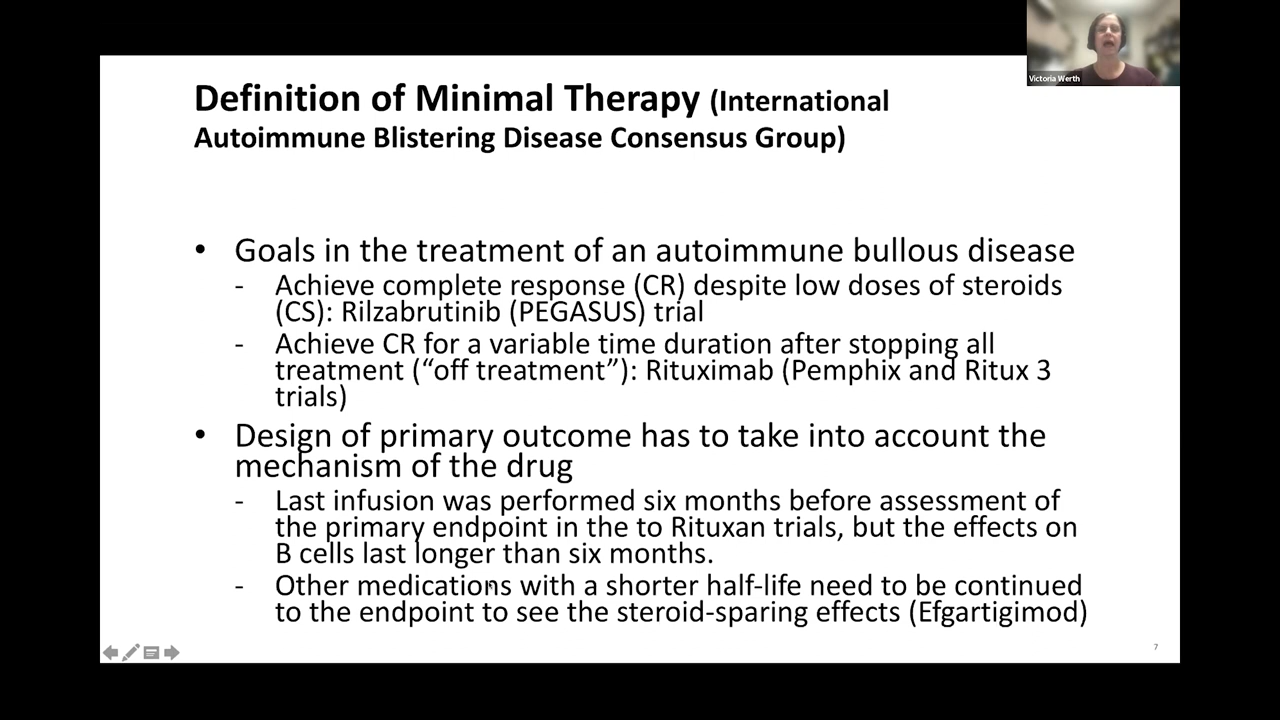 Victoria Werth
Definition of Minimal Therapy (International
Autoimmune Blistering Disease Consensus Group)
• Goals in the treatment of an autoimmune bullous disease
- Achieve complete response (CR) despite low doses of steroids
(CS): Rilzabrutinib (PEGASUS) trial
- Achieve CR for a variable time duration after stopping all
treatment (“off treatment”): Rituximab (Pemphix and Ritux 3
trials)
• Design of primary outcome has to take into account the
mechanism of the drug
- Last infusion was performed six months before assessment of
the primary endpoint in the to Rituxan trials, but the effects on
B cells last longer than six months.
- Other medications with a shorter half-life need to be continued
to the endpoint to see the steroid-sparing effects (Efgartigimod)
7